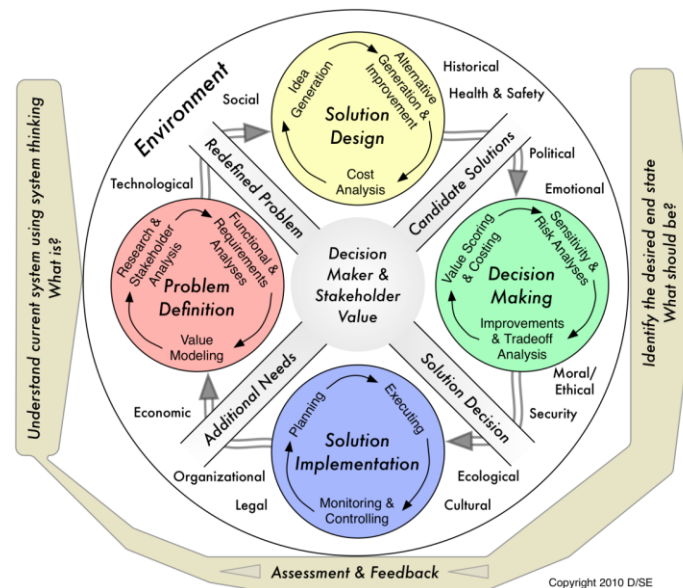 Environment
Historical
Health & Safety
Social
Political
Emotional
Technological
Idea
Generation
Alternative
Generation &
Improvement
Solution
Design
Cost
Analysis
Redefined Problem
Candidate Solutions
Understand current system using system thinking
What is?
Identify the desired end state
What should be?
Research &
Stakeholder
Analysis
Functional &
Requirements
Analyses
Problem
Definition
Value
Modeling
Decision
Maker &
Stakeholder
Value
Value Scoring
& Costing
Sensitivity &
Risk Analyses
Decision
Making
Improvements
& Tradeoff
Analysis
Additional Needs
Solution Decision
Moral/
Ethical
Security
Economic
Planning
Executing
Solution
Implementation
Monitoring &
Controlling
Organizational
Legal
Ecological
Cultural
Assessment & Feedback
Copyright 2010 D/SE